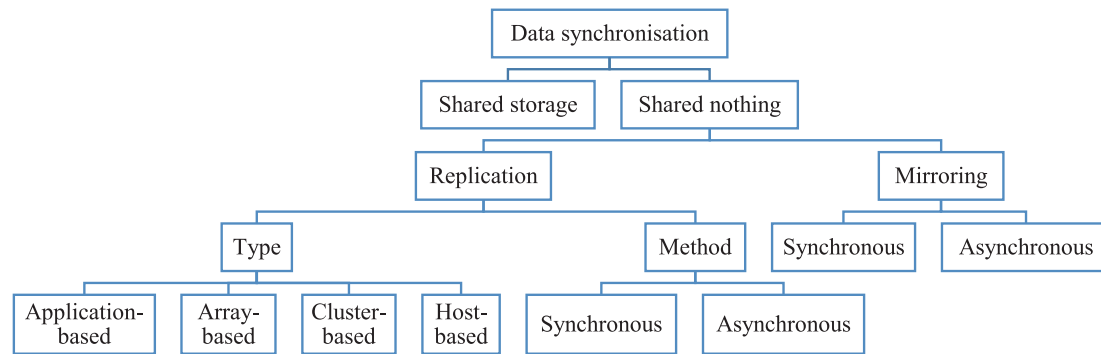 Data synchronisation
Shared storage
Shared nothing
Replication
Mirroring
Type
Method
Synchronous
Asynchronous
Application-
based
Array-
based
Cluster-
based
Host-
based
Synchronous
Asynchronous